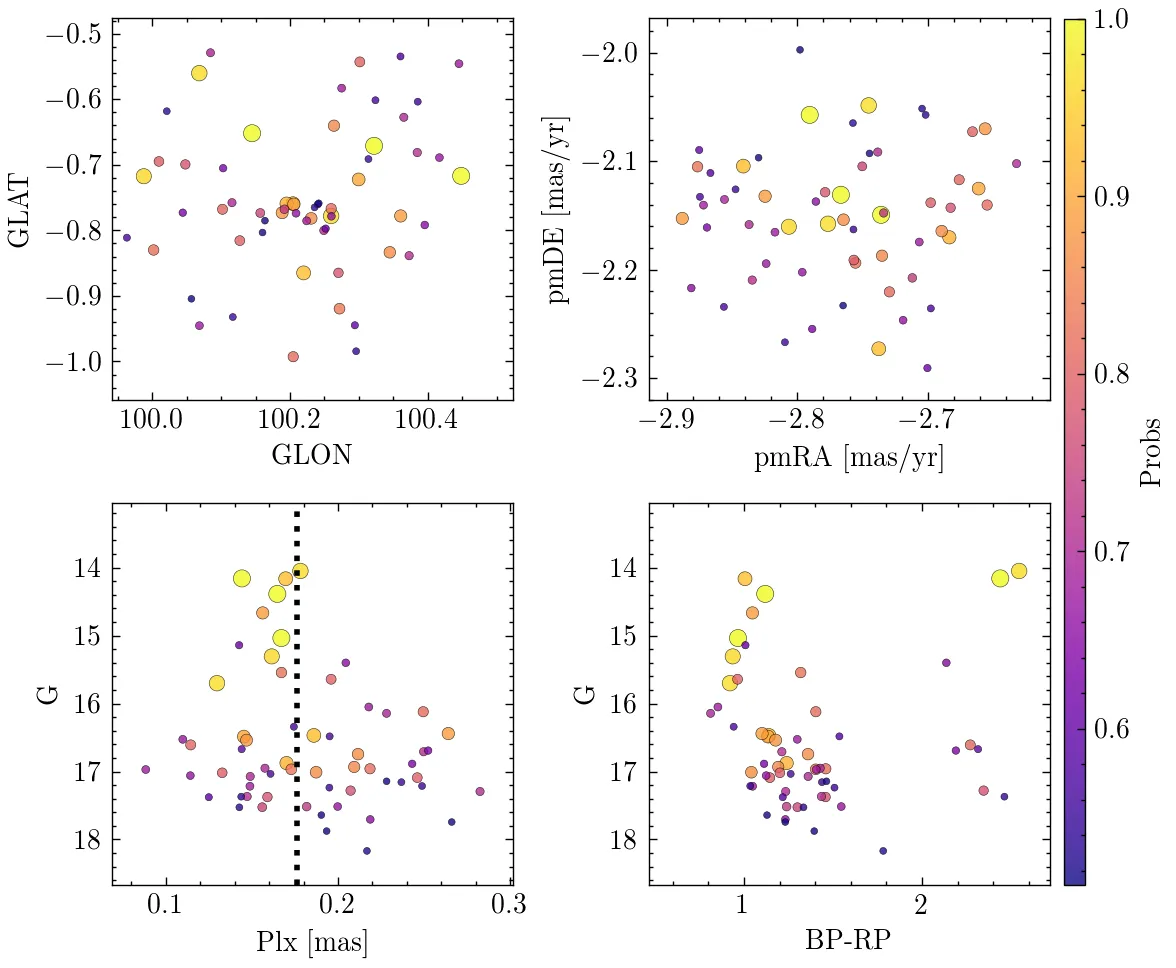 −0.5
−0.6
−0.7
−0.8
−0.9
−1.0
GLAT
100.0 100.2 100.4
GLON
−2.0
−2.1
−2.2
−2.3
pmDE [mas/yr]
−2.9 −2.8 −2.7
pmRA [mas/yr]
14
15
16
17
18
G
0.1 0.2 0.3
Plx [mas]
14
15
16
17
18
G
1 2
BP-RP
1.0
0.9
0.8
0.7
0.6
Probs